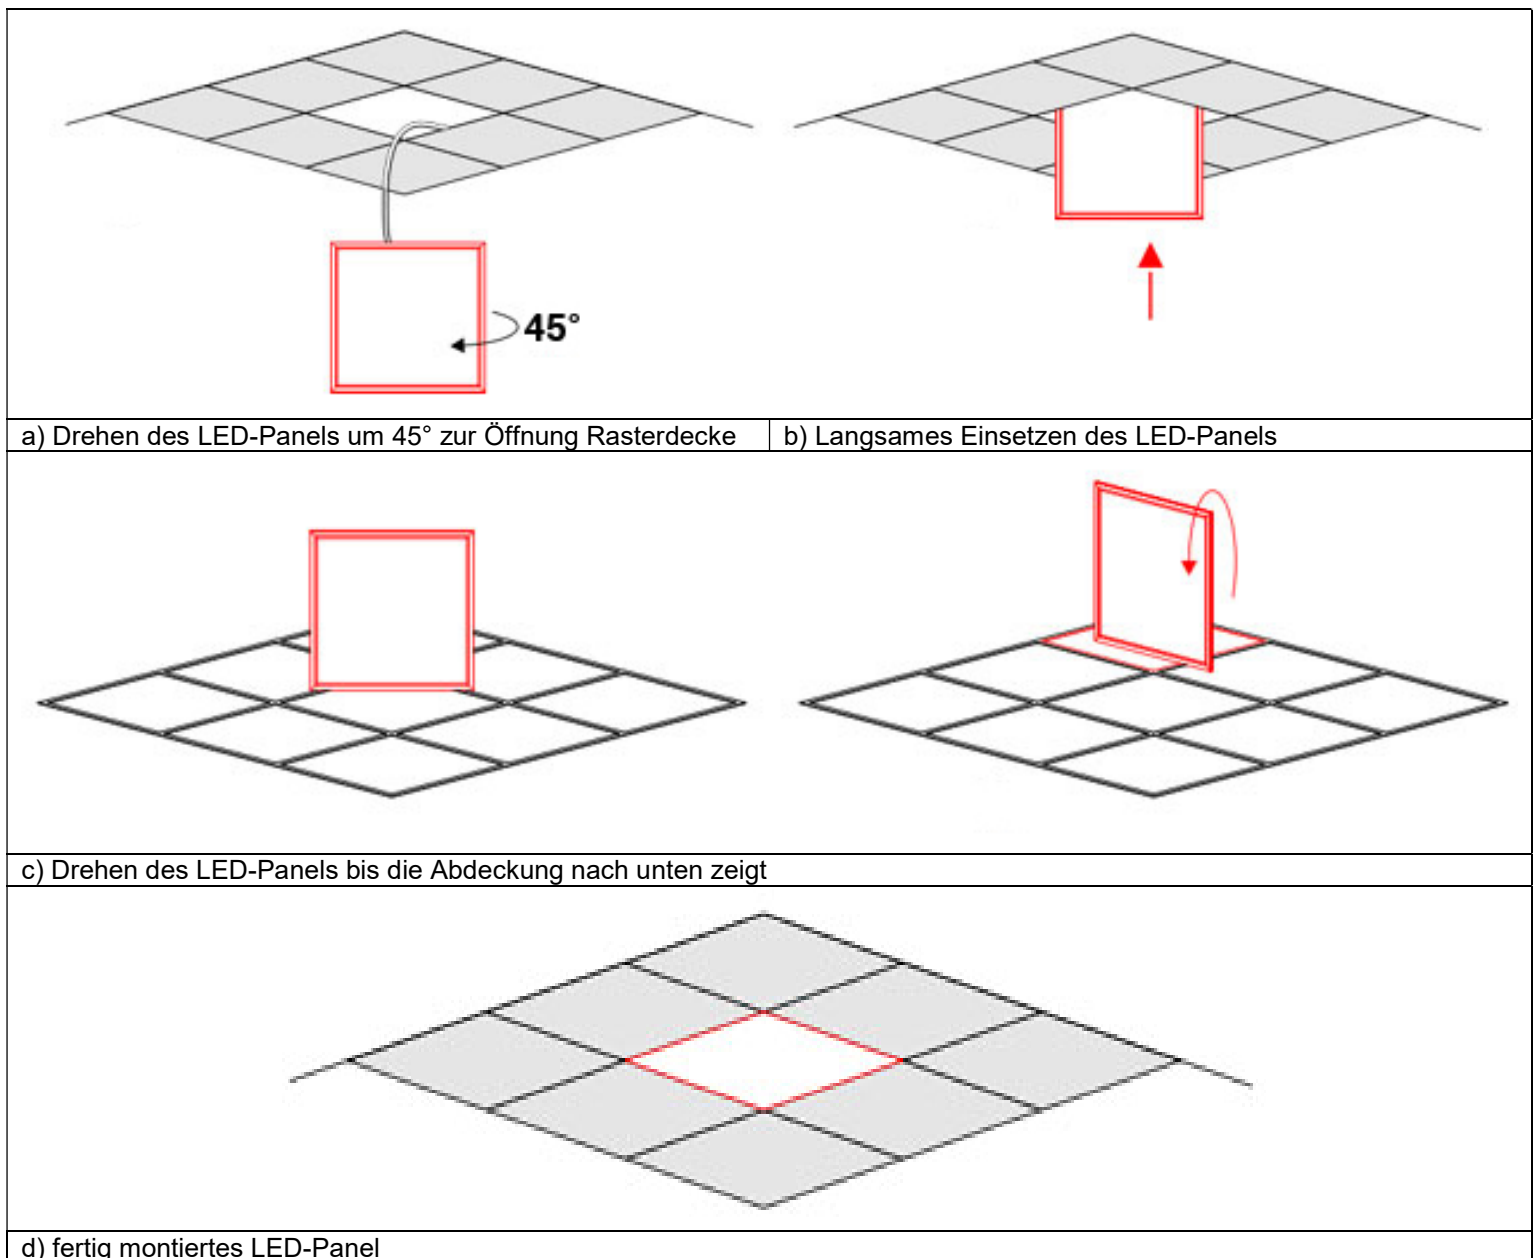 45°
a) Drehen des LED-Panels um 45° zur Öffnung Rasterdecke
b) Langsames Einsetzen des LED-Panels
c) Drehen des LED-Panels bis die Abdeckung nach unten zeigt
d) fertig montiertes LED-Panel